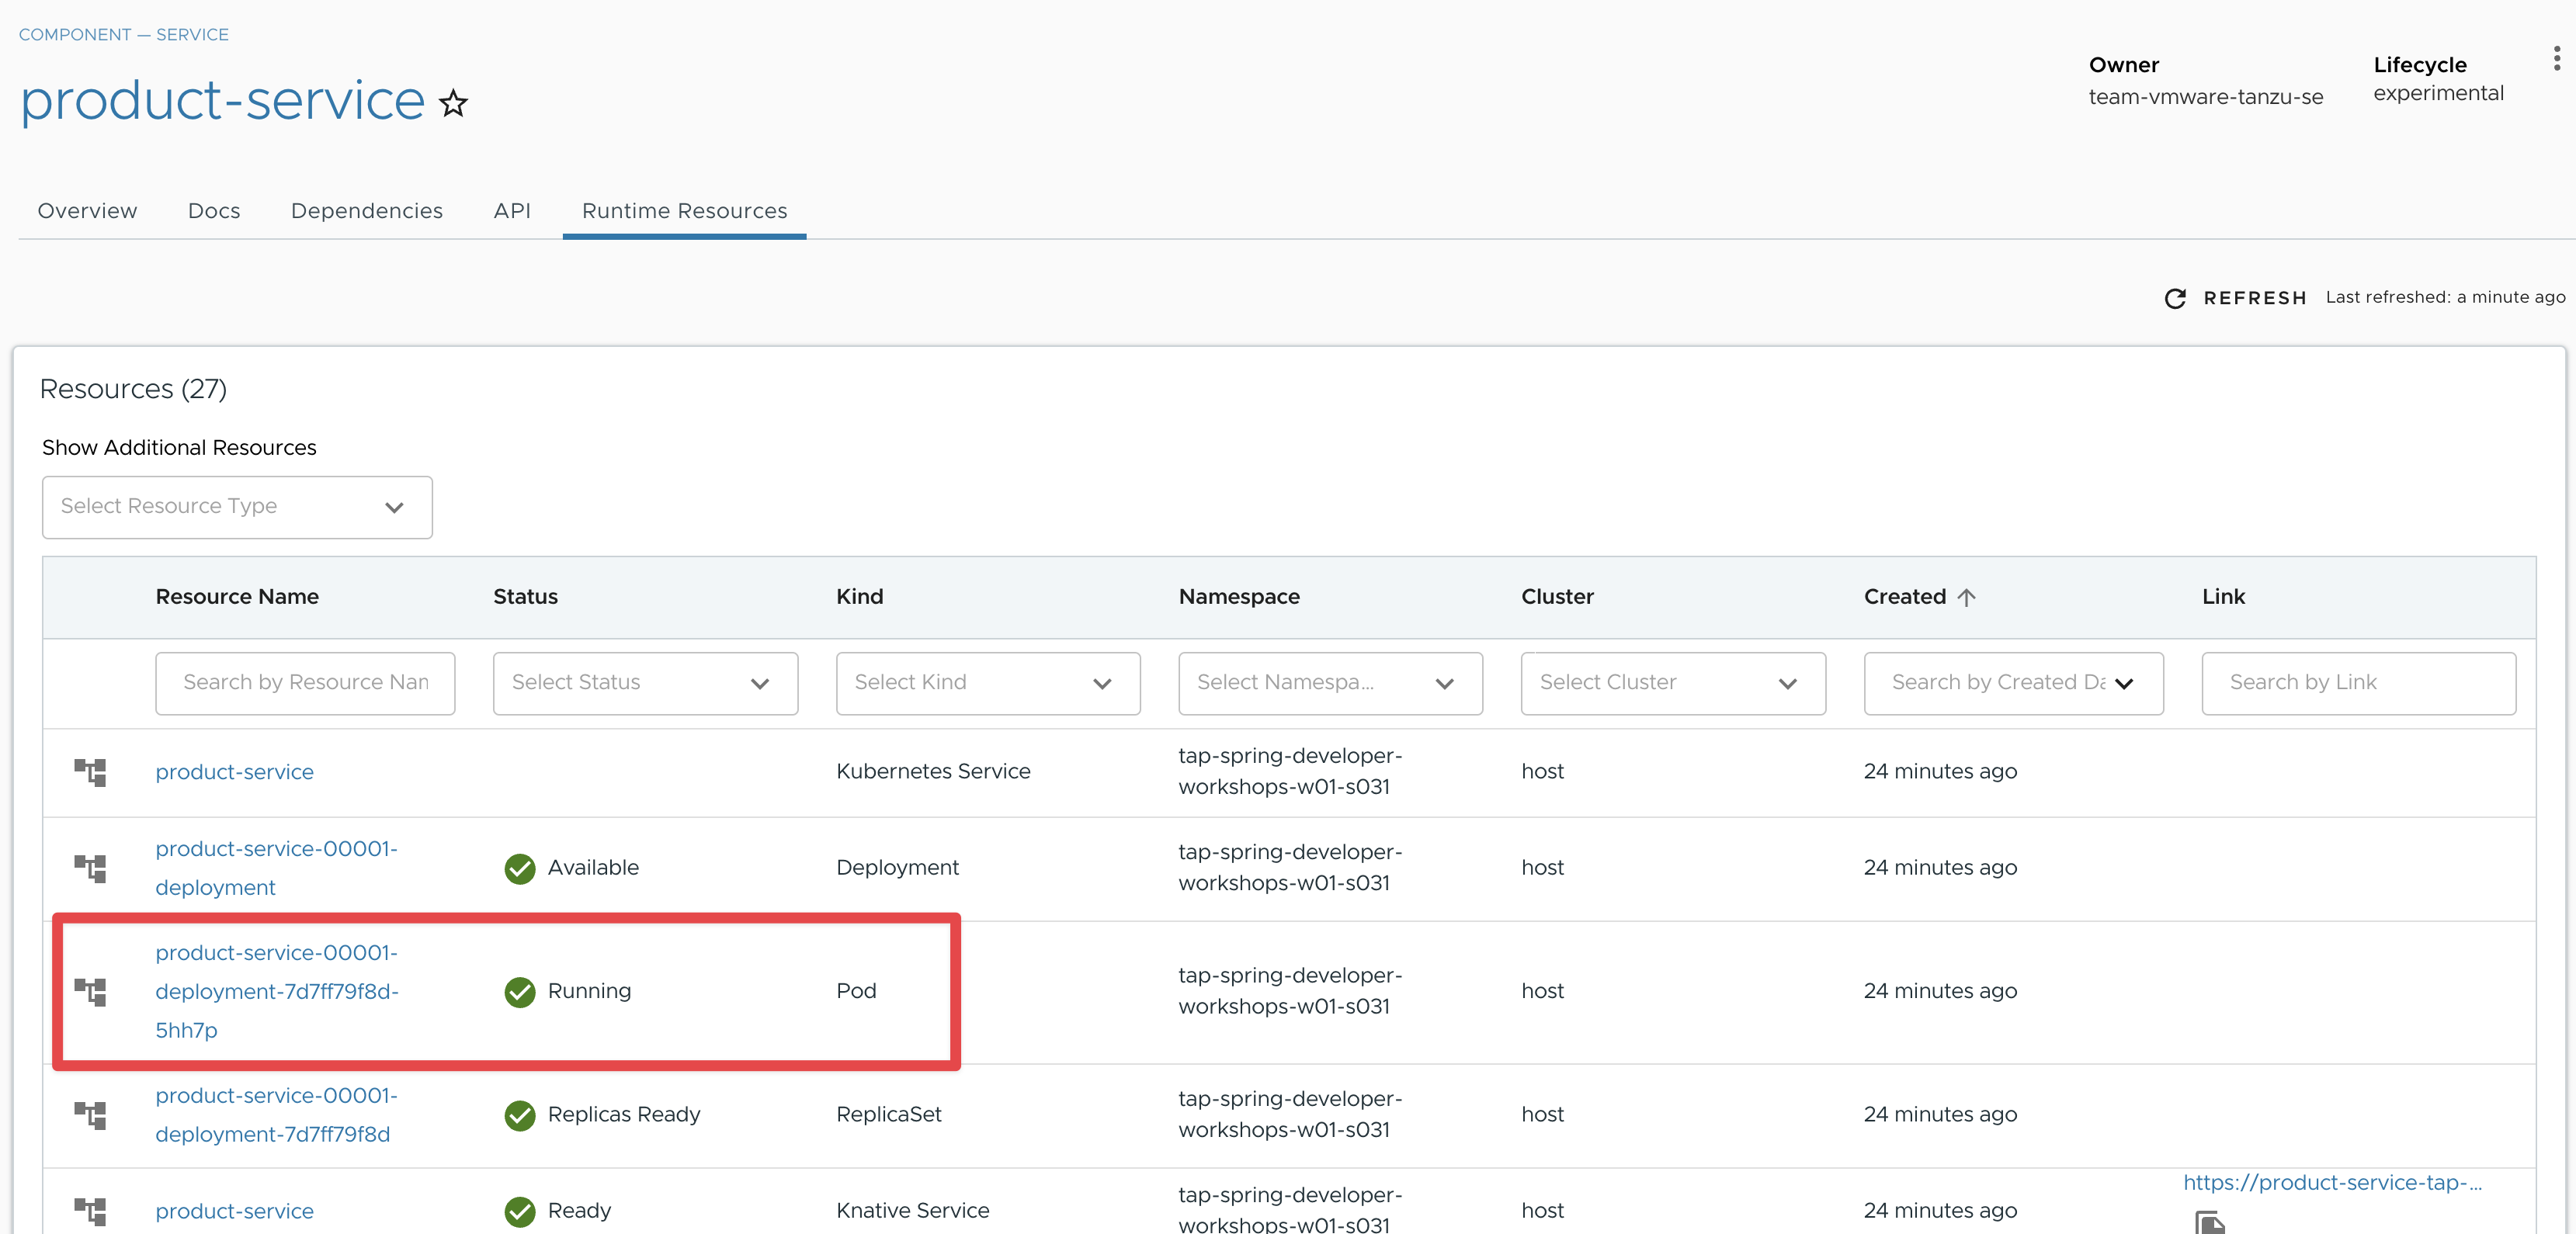 COMPONENT — SERVICE
product-service
Owner
team-vmware-tanzu-se
Lifecycle
experimental
Overview
Docs
Dependencies
API
Runtime Resources
REFRESH
Last refreshed: a minute ago
Resources (27)
Show Additional Resources
Select Resource Type
Resource Name
Status
Kind
Namespace
Cluster
Created
Link
Search by Resource Nan
Select Status
Select Kind
Select Namespa...
Select Cluster
Search by Created Da
Search by Link
product-service
Kubernetes Service
tap-spring-developer-
workshops-w01-s031
host
24 minutes ago
product-service-00001-
deployment
Available
Deployment
tap-spring-developer-
workshops-w01-s031
host
24 minutes ago
product-service-00001-
deployment-7d7ff79f8d-
5hh7p
Running
Pod
tap-spring-developer-
workshops-w01-s031
host
24 minutes ago
product-service-00001-
deployment-7d7ff79f8d
Replicas Ready
ReplicaSet
tap-spring-developer-
workshops-w01-s031
host
24 minutes ago
product-service
Ready
Knative Service
tap-spring-developer-
workshops-w01-s031
host
24 minutes ago
https://product-service-tap-...